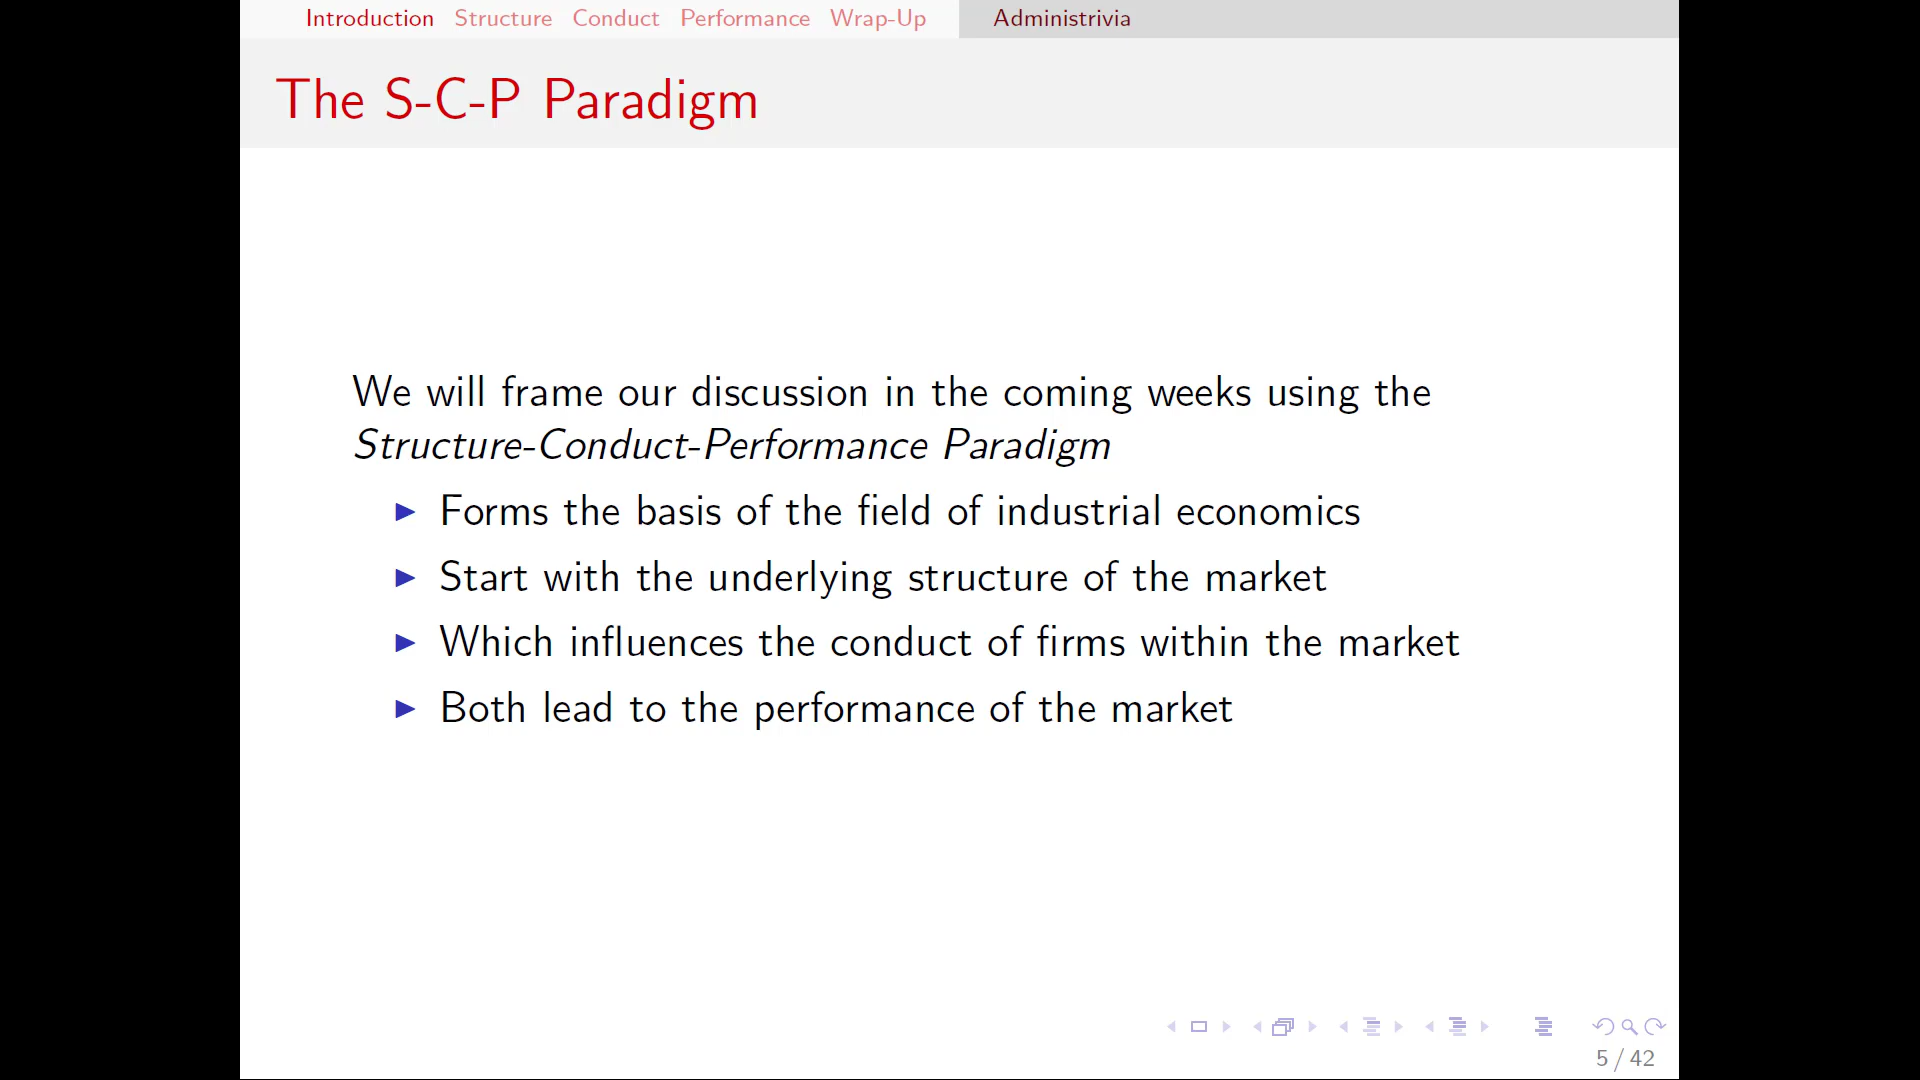 Introduction Structure Conduct Performance Wrap-Up Administrivia
The S-C-P Paradigm
We will frame our discussion in the coming weeks using the
Structure-Conduct-Performance Paradigm
Forms the basis of the field of industrial economics
Start with the underlying structure of the market
Which influences the conduct of firms within the market
Both lead to the performance of the market
5 / 42